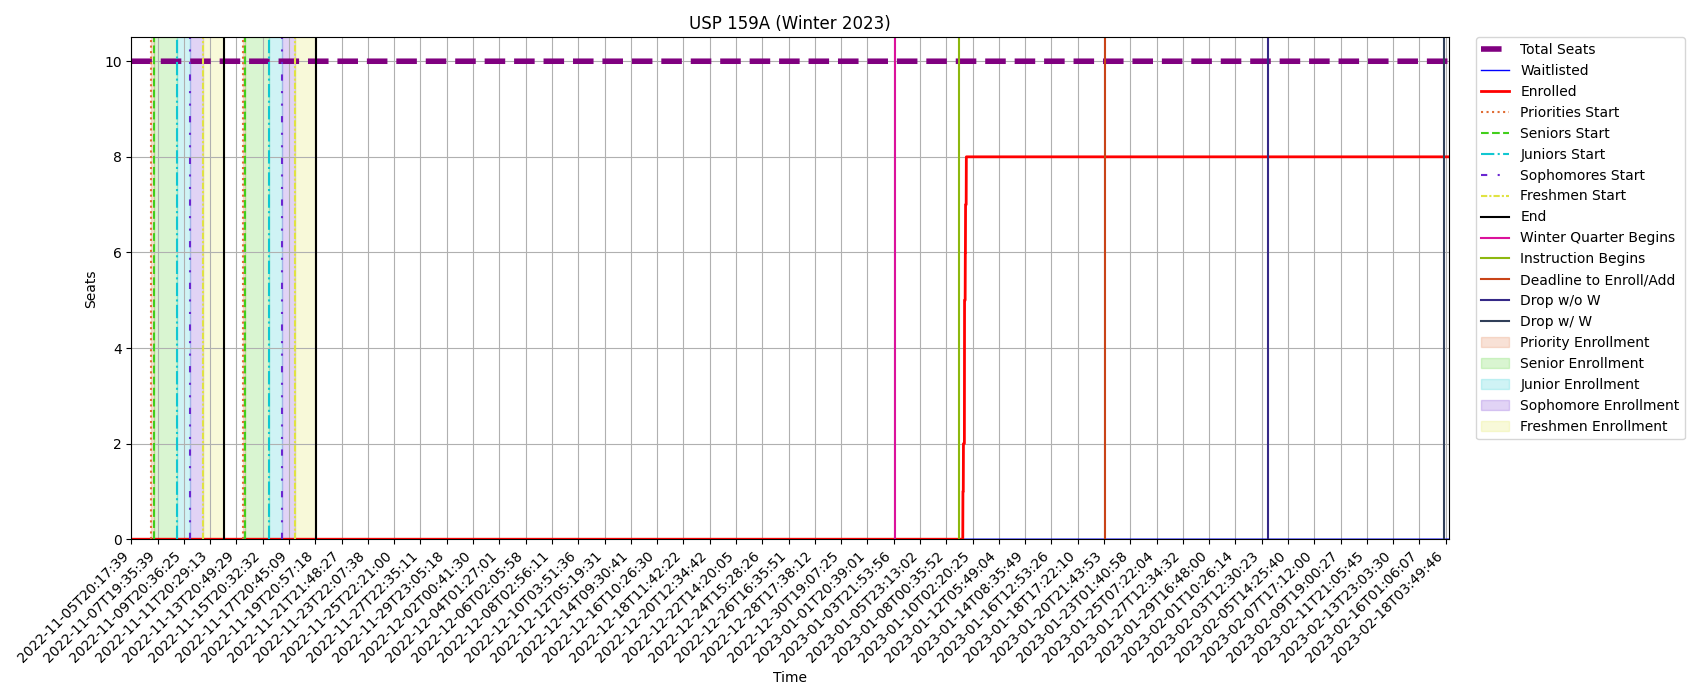 USP 159A (Winter 2023)
Seats
10
8
6
4
2
0
2022-11-05T20:17:39
2022-11-07T19:35:39
2022-11-09T20:36:25
2022-11-11T20:29:13
2022-11-13T20:49:29
2022-11-15T20:32:32
2022-11-17T20:45:09
2022-11-19T20:57:18
2022-11-21T21:48:27
2022-11-23T22:07:38
2022-11-25T22:21:00
2022-11-27T22:35:11
2022-11-29T23:05:18
2022-12-02T00:41:30
2022-12-04T01:27:01
2022-12-06T02:05:58
2022-12-08T02:56:11
2022-12-10T03:51:36
2022-12-12T05:19:31
2022-12-14T09:30:41
2022-12-16T10:26:30
2022-12-18T11:42:22
2022-12-20T12:34:42
2022-12-22T14:20:05
2022-12-24T15:28:26
2022-12-26T16:35:51
2022-12-28T17:38:12
2022-12-30T19:07:25
2023-01-01T20:39:01
2023-01-03T21:53:56
2023-01-05T23:13:02
2023-01-08T00:35:52
2023-01-10T02:20:25
2023-01-12T05:49:04
2023-01-14T08:35:49
2023-01-16T12:53:26
2023-01-18T17:22:10
2023-01-20T21:43:53
2023-01-23T01:40:58
2023-01-25T07:22:04
2023-01-27T12:34:32
2023-01-29T16:48:00
2023-02-01T10:26:14
2023-02-03T12:30:23
2023-02-05T14:25:40
2023-02-07T17:12:00
2023-02-09T19:00:27
2023-02-11T21:05:45
2023-02-13T23:03:30
2023-02-16T01:06:07
2023-02-18T03:49:46
Time
Total Seats
Waitlisted
Enrolled
Priorities Start
Seniors Start
Juniors Start
Sophomores Start
Freshmen Start
End
Winter Quarter Begins
Instruction Begins
Deadline to Enroll/Add
Drop w/o W
Drop w/ W
Priority Enrollment
Senior Enrollment
Junior Enrollment
Sophomore Enrollment
Freshmen Enrollment